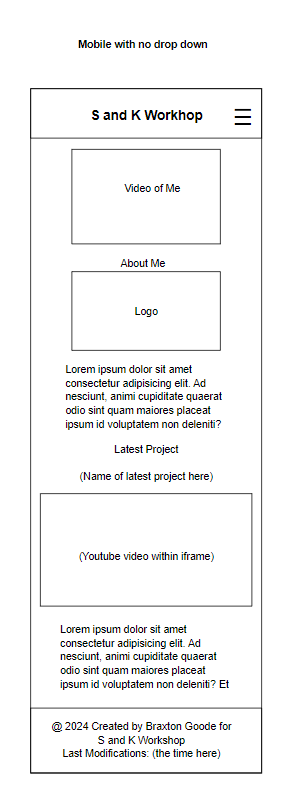 Mobile with no drop down
S and K Workhop
Video of Me
About Me
Logo
Lorem ipsum dolor sit amet
consectetur adipisicing elit. Ad
nesciunt, animi cupiditate quaerat
odio sint quam maiores placeat
ipsum id voluptatem non deleniti?
Latest Project
(Name of latest project here)
(Youtube video within iframe)
Lorem ipsum dolor sit amet
consectetur adipisicing elit. Ad
nesciunt, animi cupiditate quaerat
odio sint quam maiores placeat
ipsum id voluptatem non deleniti? Et
@ 2024 Created by Braxton Goode for
S and K Workshop
Last Modifications: (the time here)